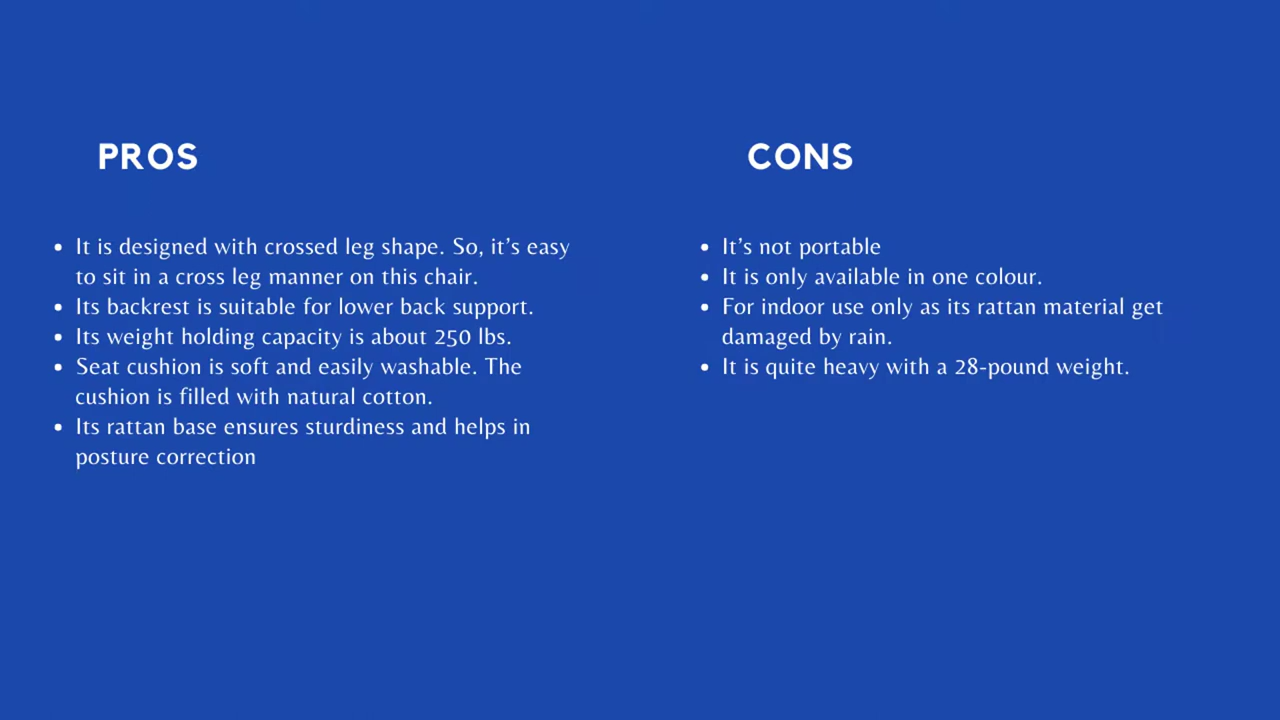 PROS
• It is designed with crossed leg shape. So, it’s easy
to sit in a cross leg manner on this chair.
• Its backrest is suitable for lower back support.
• Its weight holding capacity is about 250 lbs.
• Seat cushion is soft and easily washable. The
cushion is filled with natural cotton.
• Its rattan base ensures sturdiness and helps in
posture correction
CONS
• It’s not portable
• It is only available in one colour.
• For indoor use only as its rattan material get
damaged by rain.
• It is quite heavy with a 28-pound weight.